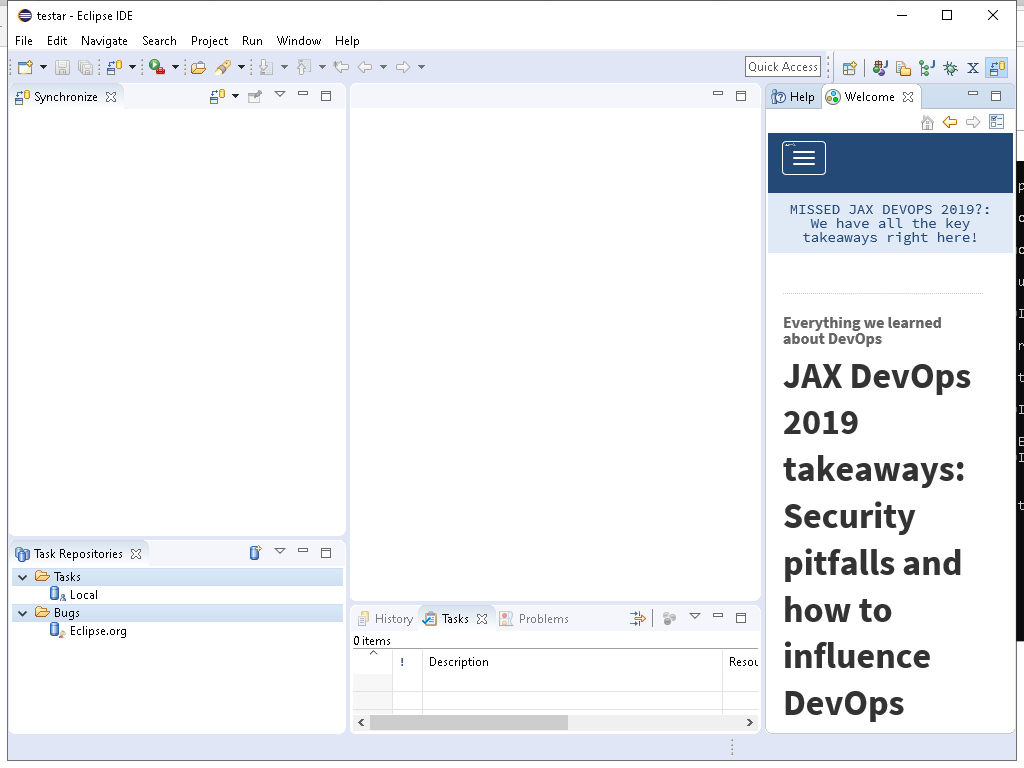 testar - Eclipse IDE
File Edit Navigate Search Project Run Window Help
Quick Access
Synchronize
Help Welcome
MISSED JAX DEVOPS 2019?:
We have all the key
takeaways right here!
Everything we learned
about DevOps
JAX DevOps
2019
takeaways:
Security
pitfalls and
how to
influence
DevOps
Task Repositories
Tasks
Local
Bugs
Eclipse.org
History Tasks Problems
0 items
! Description Resou